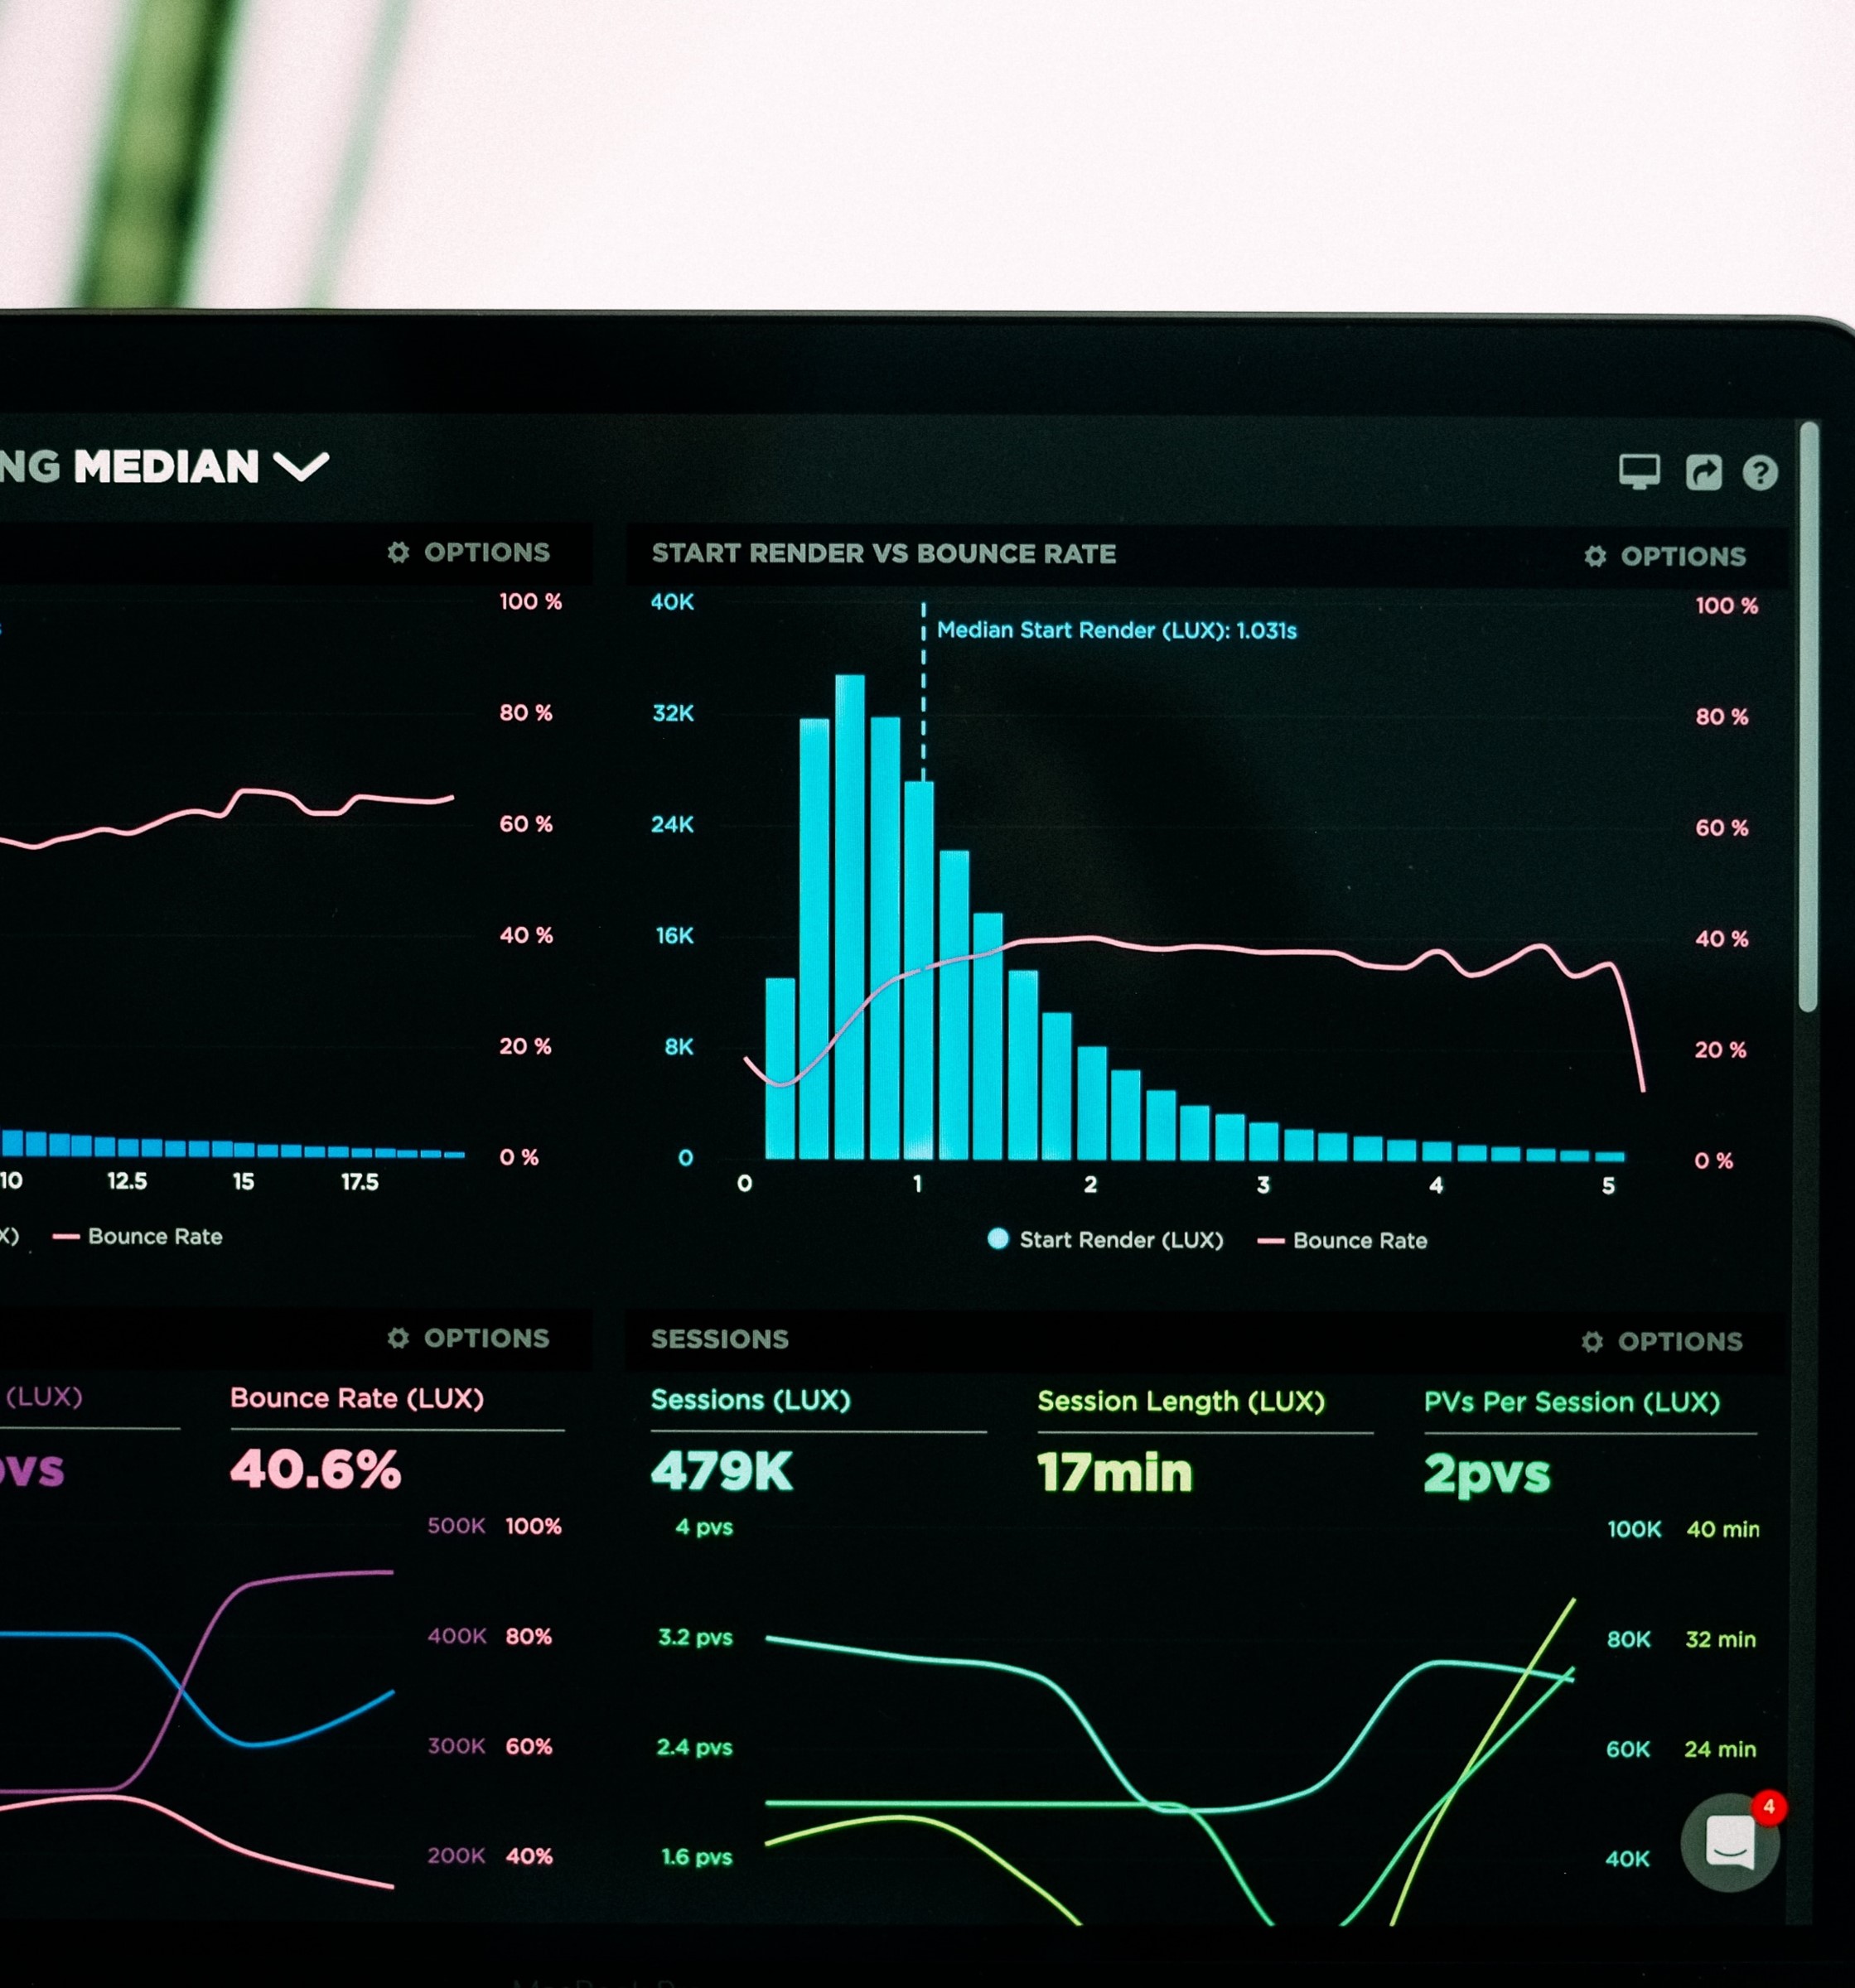 NG MEDIAN
OPTIONS
100 %
80 %
60 %
40 %
20 %
0 %
10 12.5 15 17.5
X) Bounce Rate
START RENDER VS BOUNCE RATE OPTIONS
Median Start Render (LUX): 1.031s
40K 100 %
32K 80 %
24K 60 %
16K 40 %
8K 20 %
0 0 %
0 1 2 3 4 5
Start Render (LUX) Bounce Rate
OPTIONS
(LUX) Bounce Rate (LUX)
vs 40.6%
500K 100%
400K 80%
300K 60%
200K 40%
SESSIONS OPTIONS
Sessions (LUX) Session Length (LUX) PVs Per Session (LUX)
479K 17min 2pvs
4 pvs 100K 40 min
3.2 pvs 80K 32 min
2.4 pvs 60K 24 min
4
1.6 pvs 40K